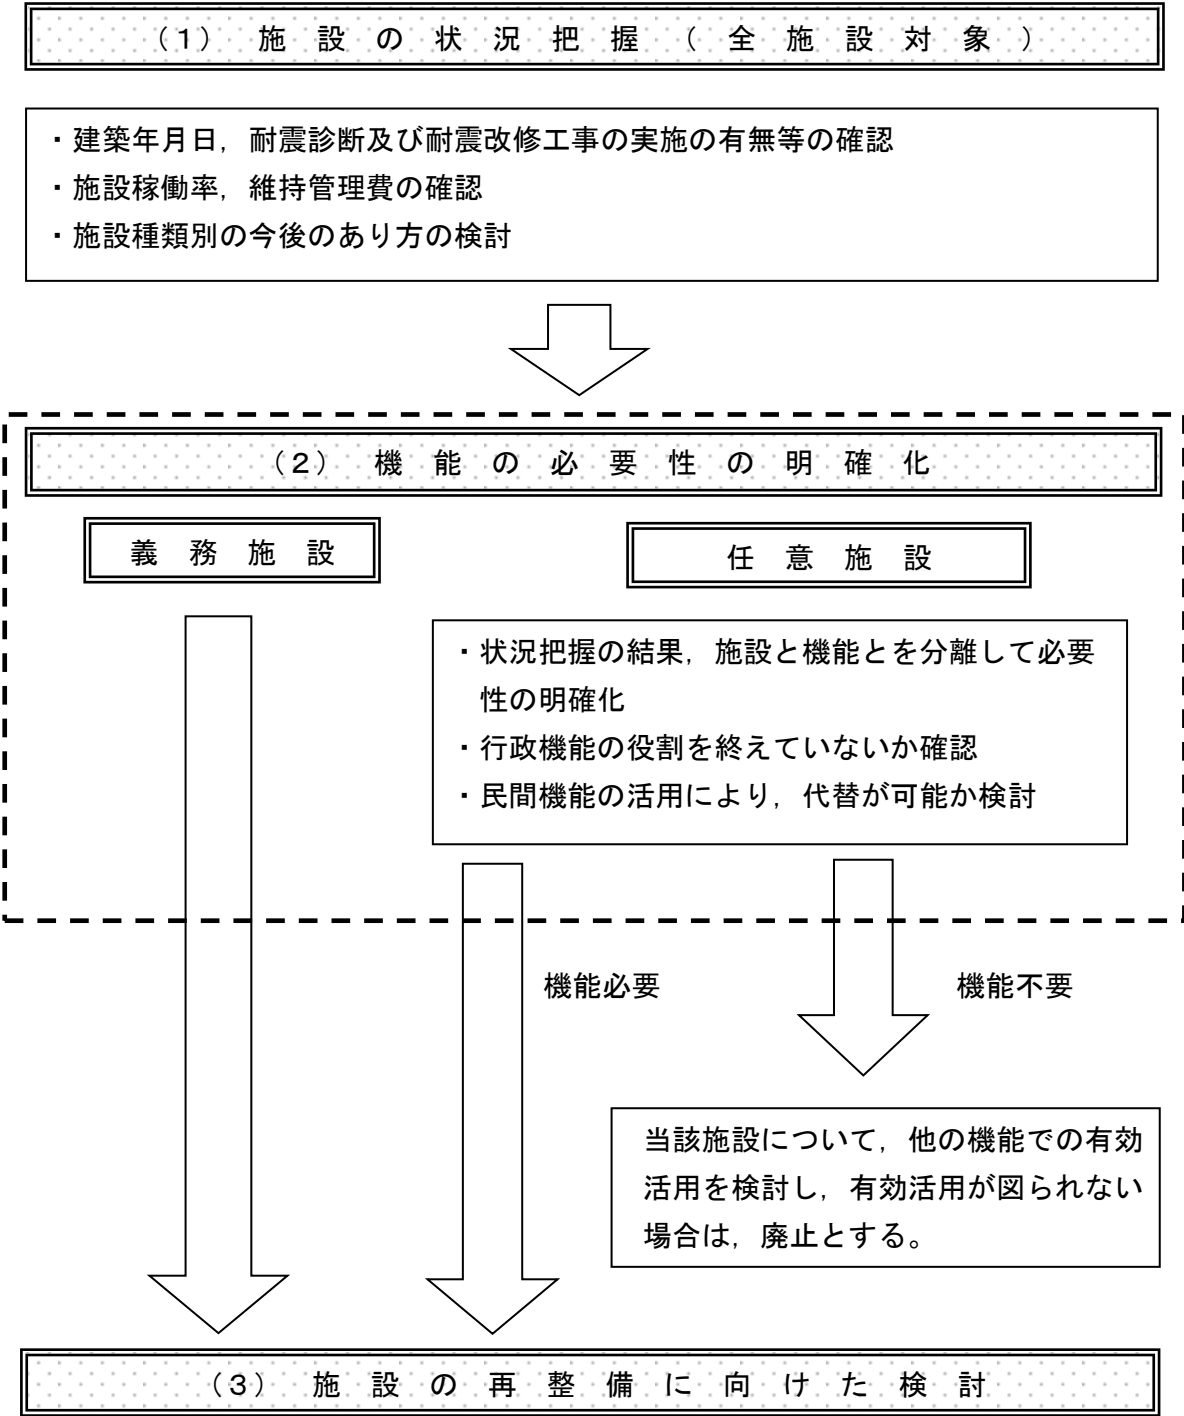 (1) 施設の状況把握(全施設対象)
・建築年月日，耐震診断及び耐震改修工事の実施の有無等の確認
・施設稼働率，維持管理費の確認
・施設種類別の今後のあり方の検討
(2) 機能の必要性の明確化
義務施設
任意施設
・状況把握の結果，施設と機能とを分離して必要
性の明確化
・行政機能の役割を終えていないか確認
・民間機能の活用により，代替が可能か検討
機能必要
機能不要
当該施設について，他の機能での有効
活用を検討し，有効活用が図られない
場合は，廃止とする。
(3) 施設の再整備に向けた検討